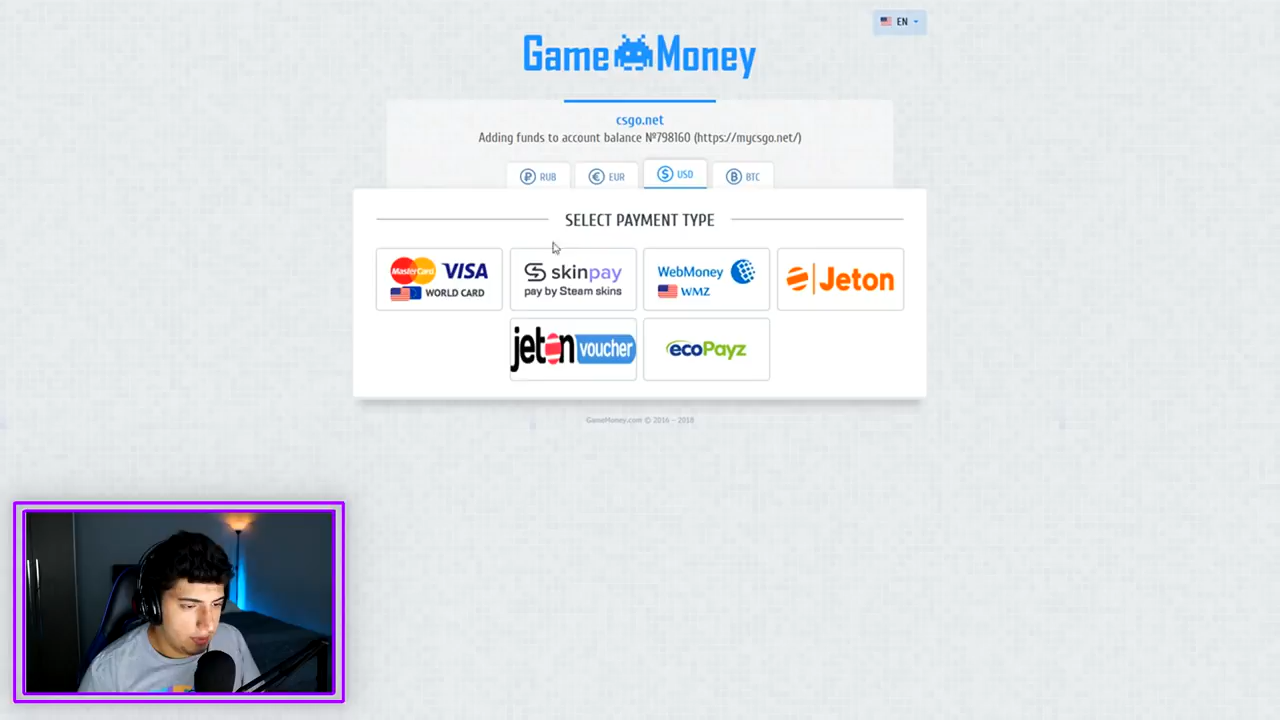 EN
Game Money
csgo.net
Adding funds to account balance №798160 (https://mycsgo.net/)
RUB EUR USD BTC
SELECT PAYMENT TYPE
MasterCard VISA
WORLD CARD
skinpay
pay by Steam skins
WebMoney
WMZ
Jeton
jeton voucher
ecoPayz
GameMoney.com © 2016 – 2018